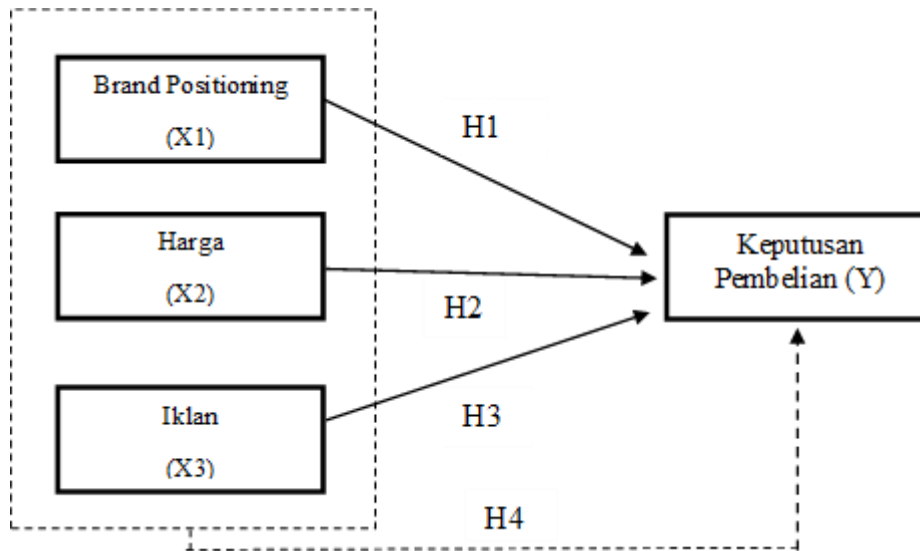 Brand Positioning
(X1)
H1
Harga
(X2)
H2
Keputusan
Pembelian (Y)
Iklan
(X3)
H3
H4